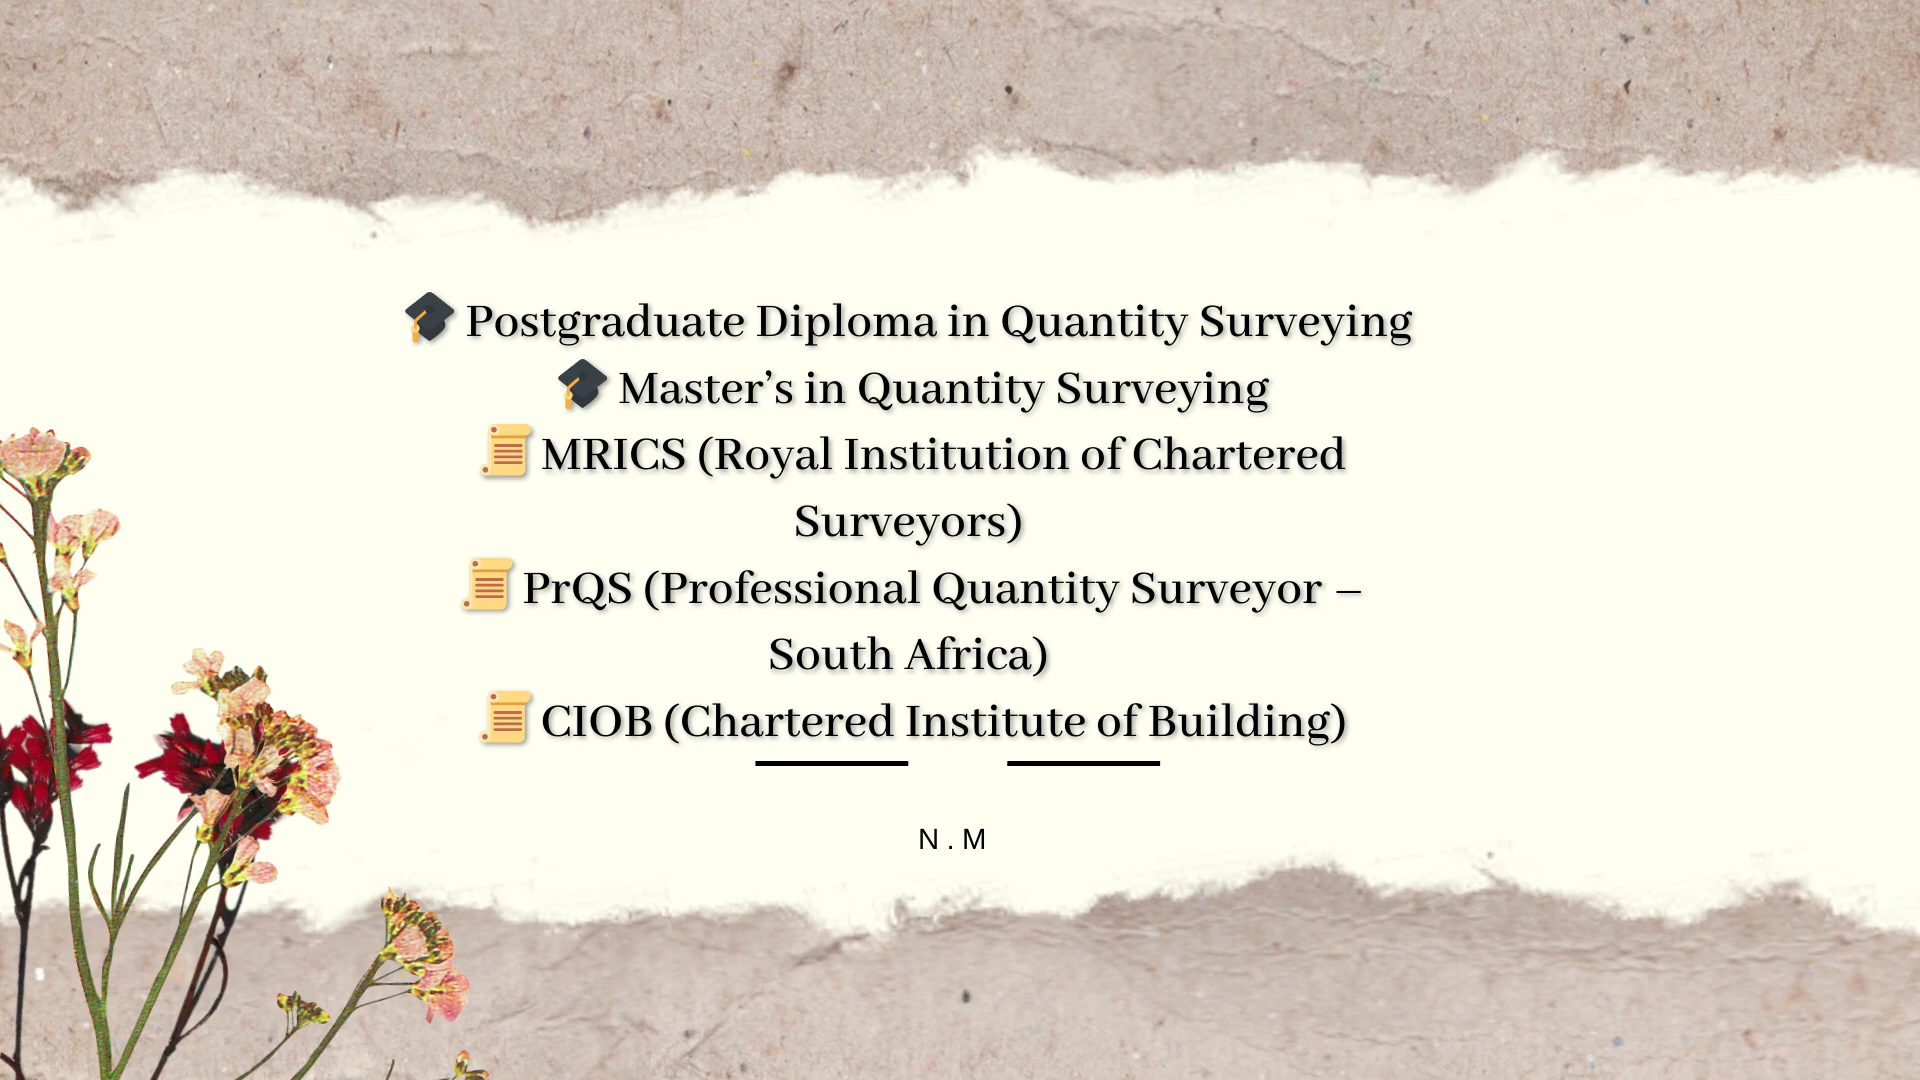 🎓 Postgraduate Diploma in Quantity Surveying
🎓 Master’s in Quantity Surveying
📜 MRICS (Royal Institution of Chartered
Surveyors)
📜 PrQS (Professional Quantity Surveyor –
South Africa)
📜 CIOB (Chartered Institute of Building)
N.M